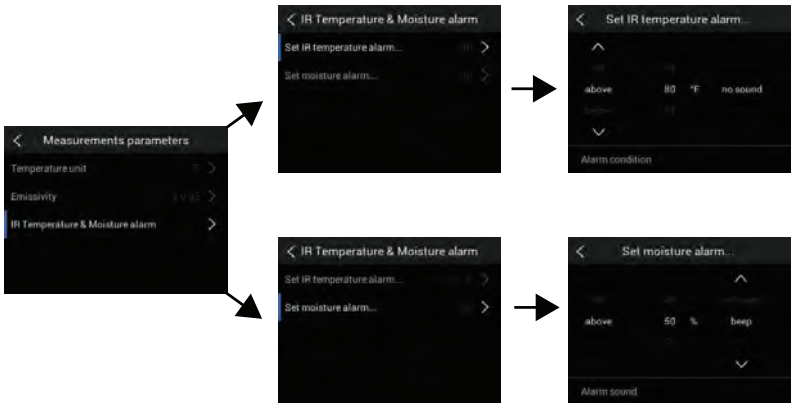 IR Temperature & Moisture alarm
Set IR temperature alarm...
Set moisture alarm...
Set IR temperature alarm...
above 80 °F no sound
Alarm condition
Measurements parameters
Temperature unit
Emissivity
IR Temperature & Moisture alarm
IR Temperature & Moisture alarm
Set IR temperature alarm...
Set moisture alarm...
Set moisture alarm...
above 50 % beep
Alarm sound